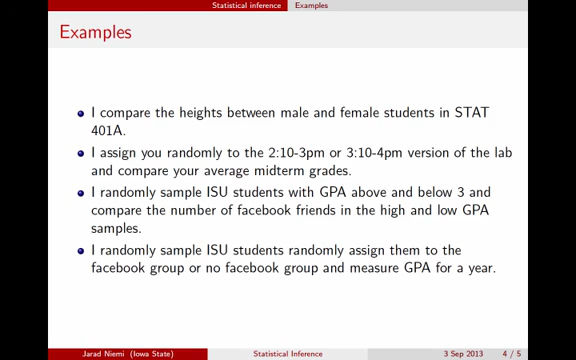 Statistical inference Examples
Examples
I compare the heights between male and female students in STAT
401A.
I assign you randomly to the 2:10-3pm or 3:10-4pm version of the lab
and compare your average midterm grades.
I randomly sample ISU students with GPA above and below 3 and
compare the number of facebook friends in the high and low GPA
samples.
I randomly sample ISU students randomly assign them to the
facebook group or no facebook group and measure GPA for a year.
Jarad Niemi (Iowa State) Statistical Inference 3 Sep 2013 4 / 5